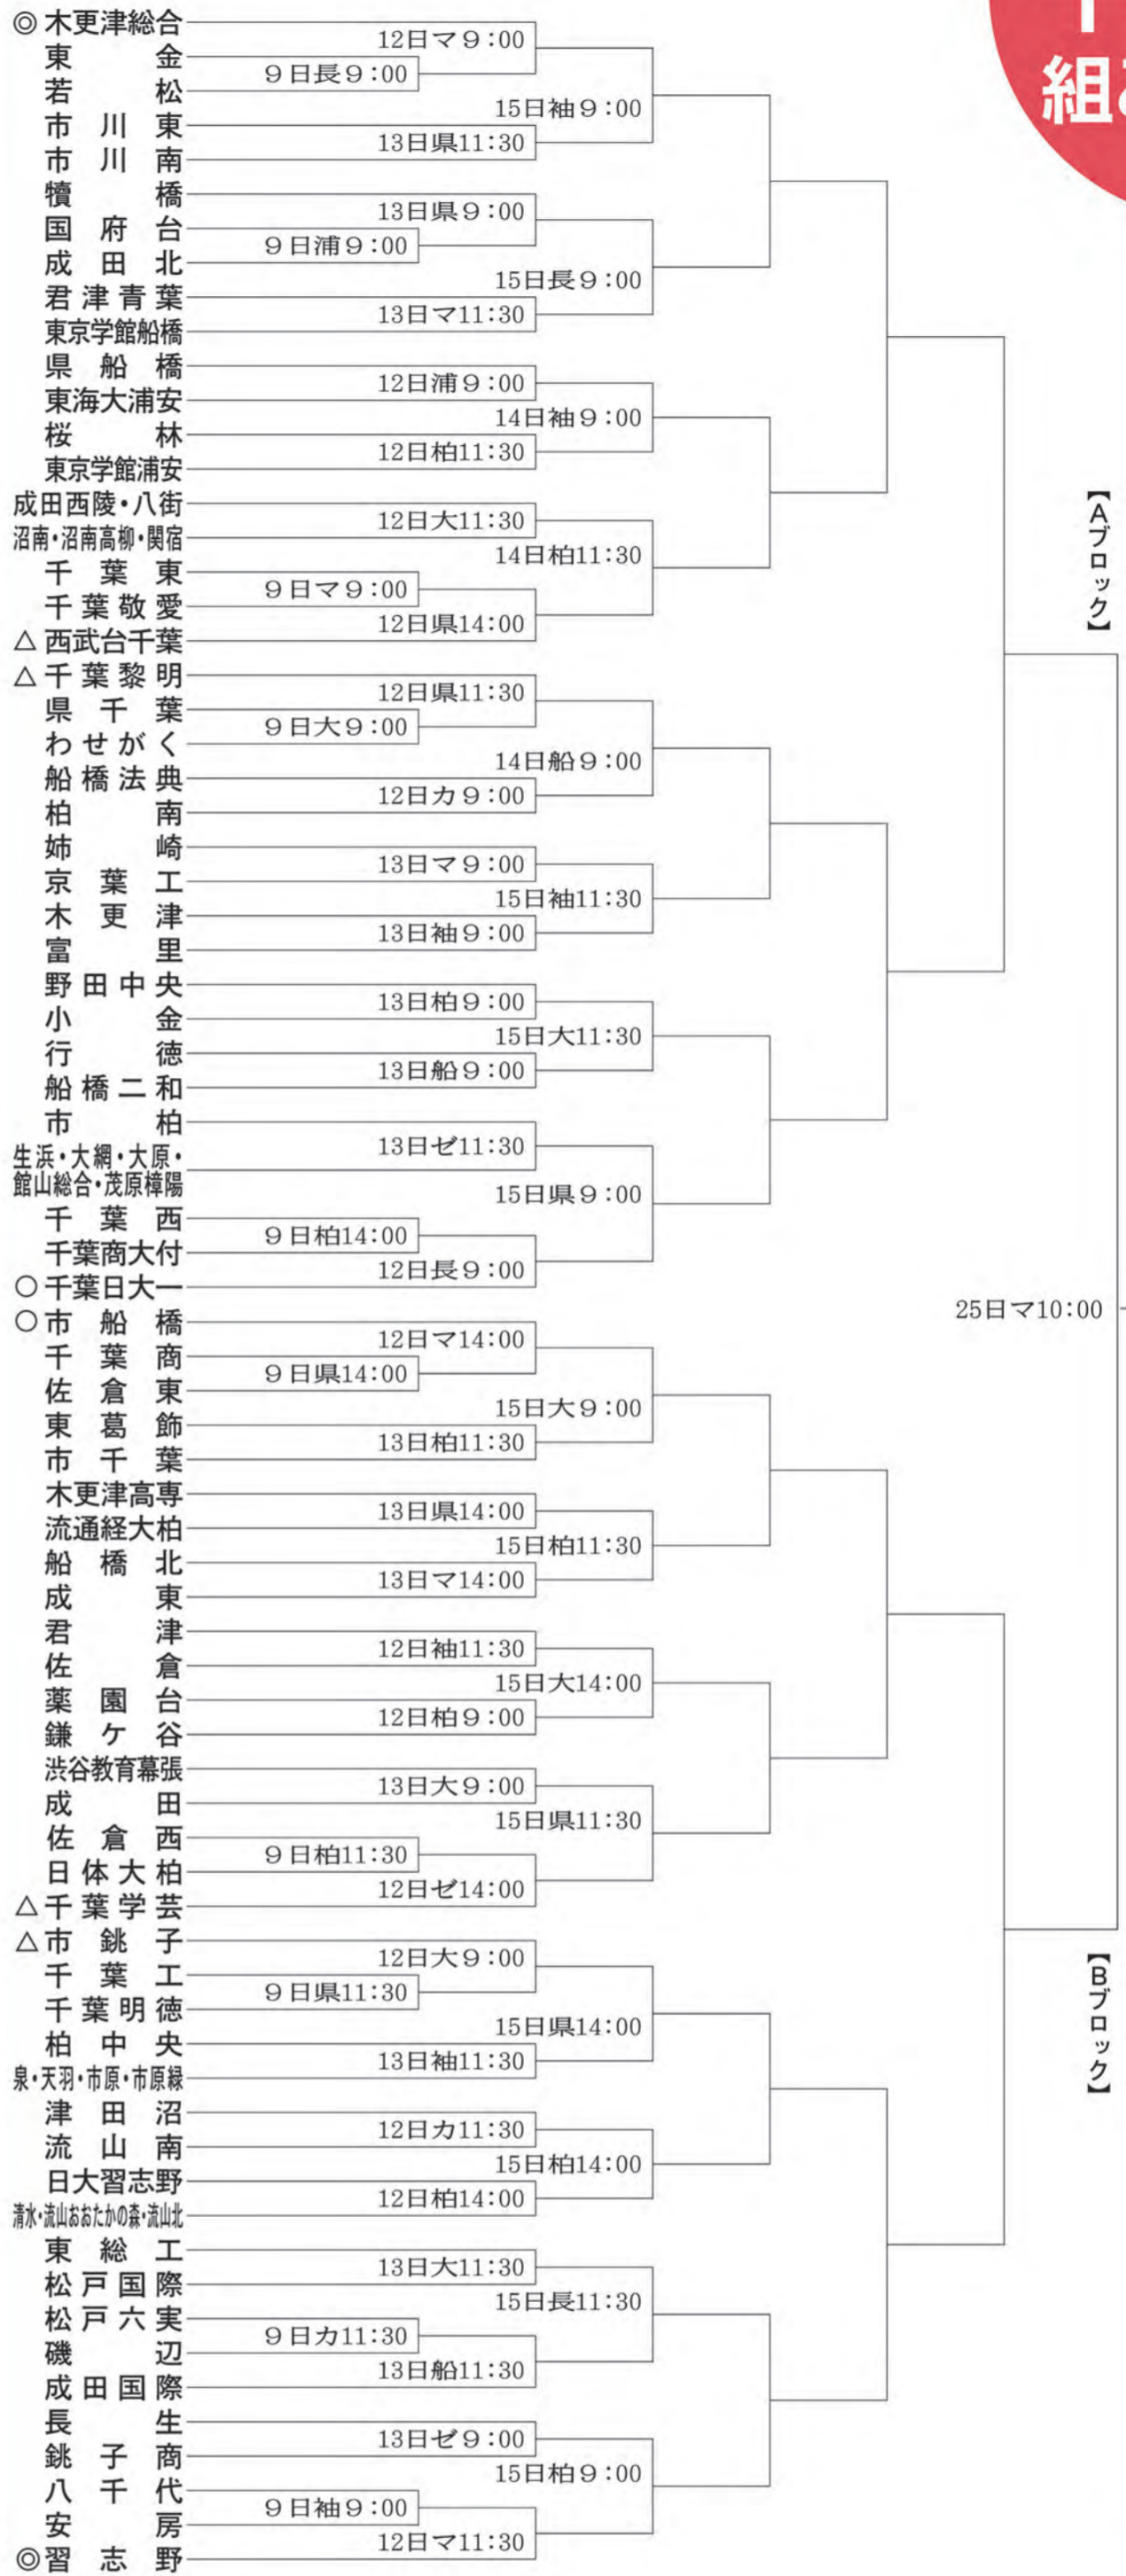 組
◎木更津総合
12日マ9:00
東金
9日長9:00
若松
15日袖9:00
市川東
13日県11:30
市川南
犢橋
13日県9:00
国府台
9日浦9:00
成田北
15日長9:00
君津青葉
13日マ11:30
東京学館船橋
県船橋
12日浦9:00
東海大浦安
14日袖9:00
桜林
12日柏11:30
東京学館浦安
成田西陵・八街
12日大11:30
沼南・沼南高柳・関宿
14日柏11:30
千葉東
9日マ9:00
千葉敬愛
12日県14:00
△西武台千葉
【Aブロック】
△千葉黎明
12日県11:30
県千葉
9日大9:00
わせがく
14日船9:00
船橋法典
12日カ9:00
柏南
姉崎
13日マ9:00
京葉工
15日袖11:30
木更津
13日袖9:00
富里
野田中央
13日柏9:00
小金
15日大11:30
行徳
13日船9:00
船橋二和
市柏
13日ゼ11:30
生浜・大網・大原・
館山総合・茂原樟陽
15日県9:00
千葉西
9日柏14:00
千葉商大付
12日長9:00
○千葉日大一
25日マ10:00
○市船橋
12日マ14:00
千葉商
9日県14:00
佐倉東
15日大9:00
東葛飾
13日柏11:30
市千葉
木更津高専
13日県14:00
流通経大柏
15日柏11:30
船橋北
13日マ14:00
成東
君津
12日袖11:30
佐倉
15日大14:00
薬園台
12日柏9:00
鎌ケ谷
渋谷教育幕張
13日大9:00
成田
15日県11:30
佐倉西
9日柏11:30
日体大柏
12日ゼ14:00
△千葉学芸
△市銚子
12日大9:00
千葉工
9日県11:30
千葉明徳
15日県14:00
柏中央
13日袖11:30
泉・天羽・市原・市原緑
【Bブロック】
津田沼
12日カ11:30
流山南
15日柏14:00
日大習志野
12日柏14:00
清水・流山おおたかの森・流山北
東総工
13日大11:30
松戸国際
15日長11:30
松戸六実
9日カ11:30
磯辺
13日船11:30
成田国際
長生
13日ゼ9:00
銚子商
15日柏9:00
八千代
9日袖9:00
安房
12日マ11:30
◎習志野